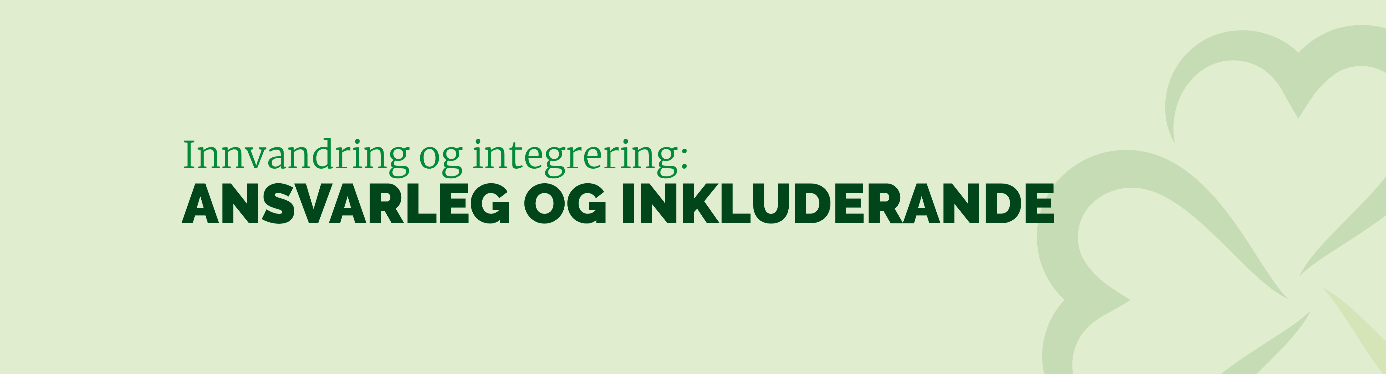 Innvandring og integrering:
ANSVARLEG OG INKLUDERANDE